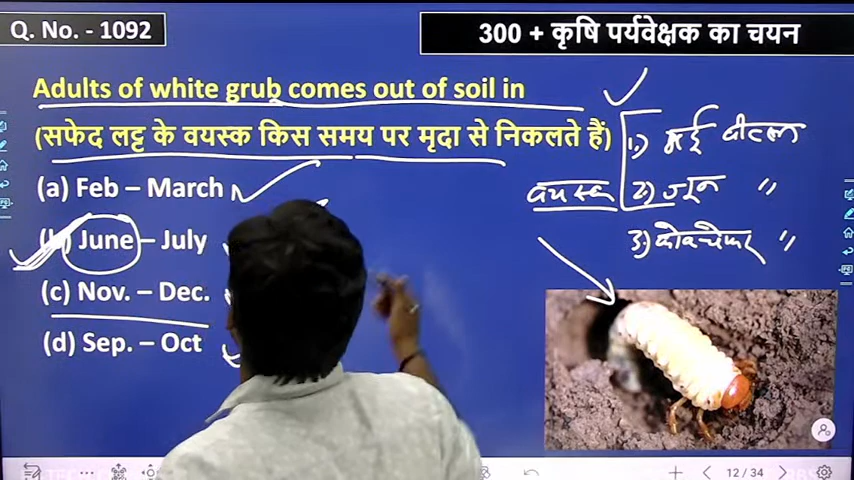 Q. No. - 1092
300 + कृषि पर्यवेक्षक का चयन
Adults of white grub comes out of soil in
(सफेद लट्ट के वयस्क किस समय पर मृदा से निकलते हैं)
(a) Feb – March
(b) June – July
(c) Nov. – Dec.
(d) Sep. – Oct
1) मई बीटल
वयस्क 2) जून "
3) कोकचेफर "
12 / 34